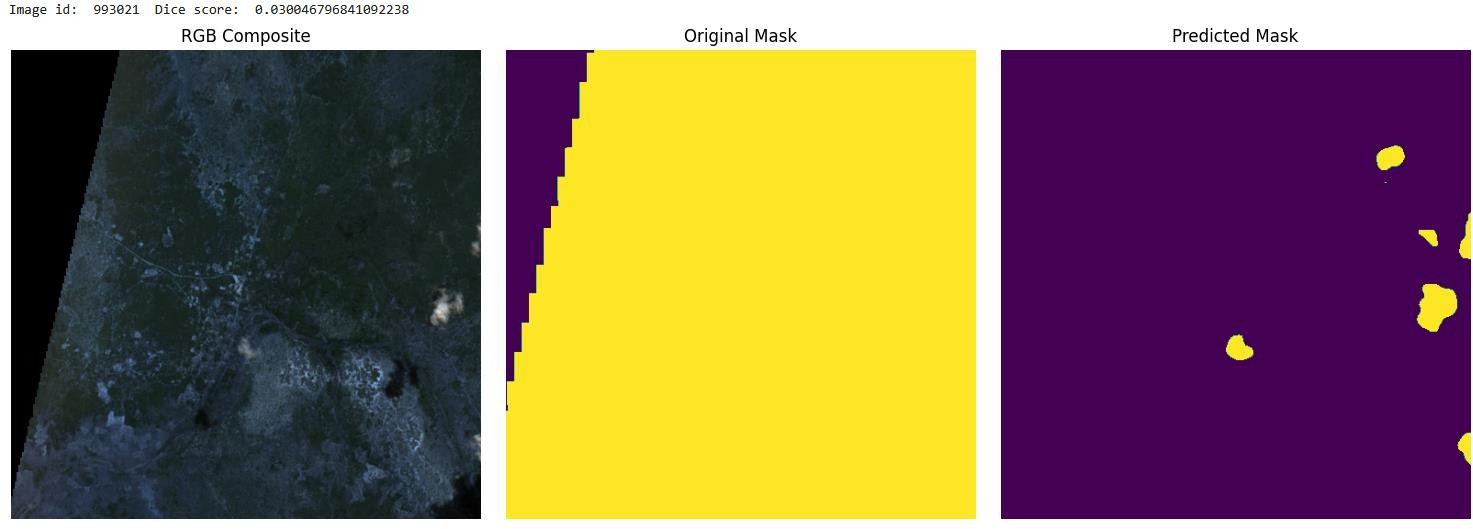 Image id:  993021  Dice score:  0.030046796841092238
RGB Composite
Original Mask
Predicted Mask